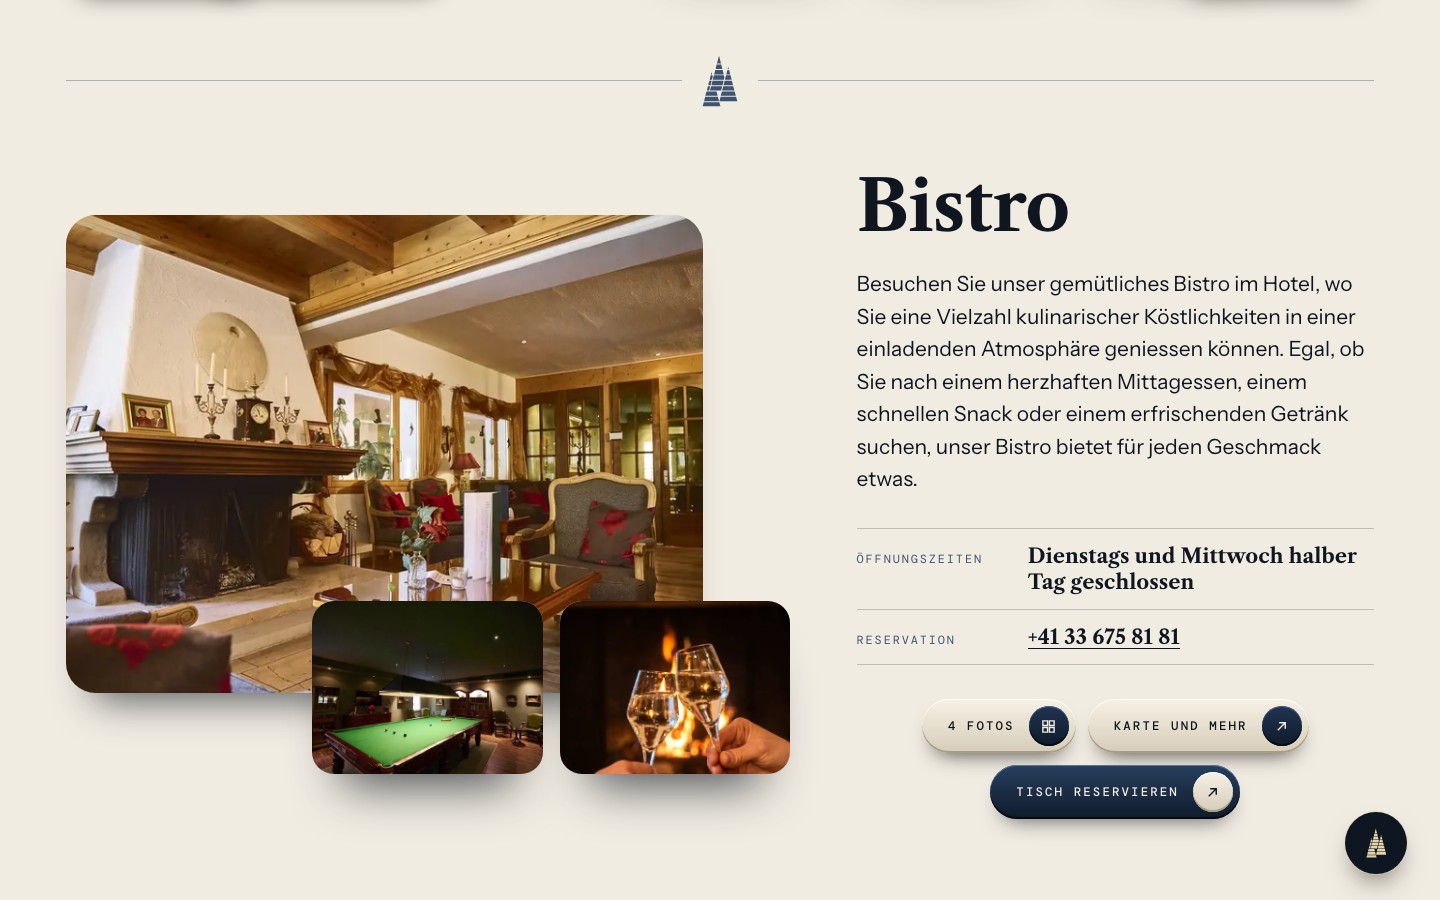 Bistro
Besuchen Sie unser gemütliches Bistro im Hotel, wo
Sie eine Vielzahl kulinarischer Köstlichkeiten in einer
einladenden Atmosphäre geniessen können. Egal, ob
Sie nach einem herzhaften Mittagessen, einem
schnellen Snack oder einem erfrischenden Getränk
suchen, unser Bistro bietet für jeden Geschmack
etwas.
ÖFFNUNGSZEITEN
Dienstags und Mittwoch halber
Tag geschlossen
RESERVATION
+41 33 675 81 81
4 FOTOS
KARTE UND MEHR
TISCH RESERVIEREN